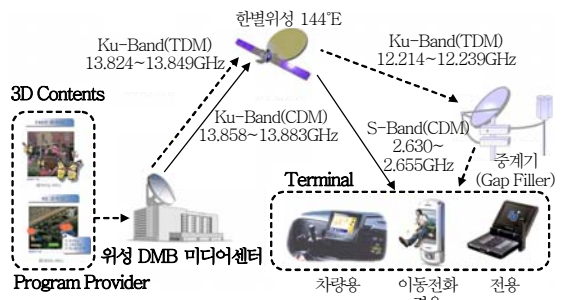 한별위성 144°E
Ku-Band(TDM)
13.824~13.849GHz
Ku-Band(TDM)
12.214~12.239GHz
3D Contents
Ku-Band(CDM)
13.858~13.883GHz
S-Band(CDM)
2.630~
2.655GHz
중계기
(Gap Filler)
Terminal
위성 DMB 미디어센터
Program Provider
차량용
이동전화
전용